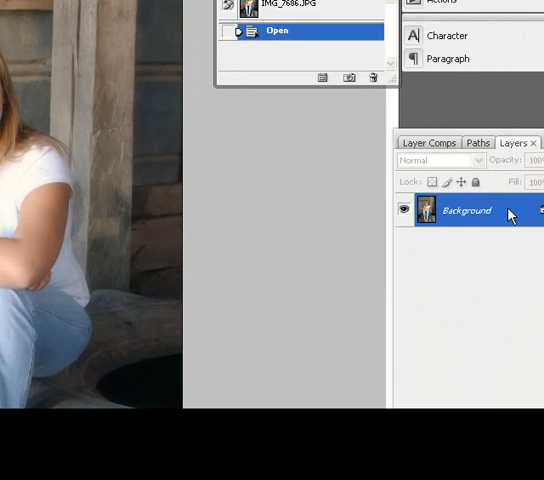 Actions
IMG_7686.JPG
Open
Character
Paragraph
Layer Comps Paths Layers ×
Normal Opacity: 100%
Lock: Fill: 100%
Background